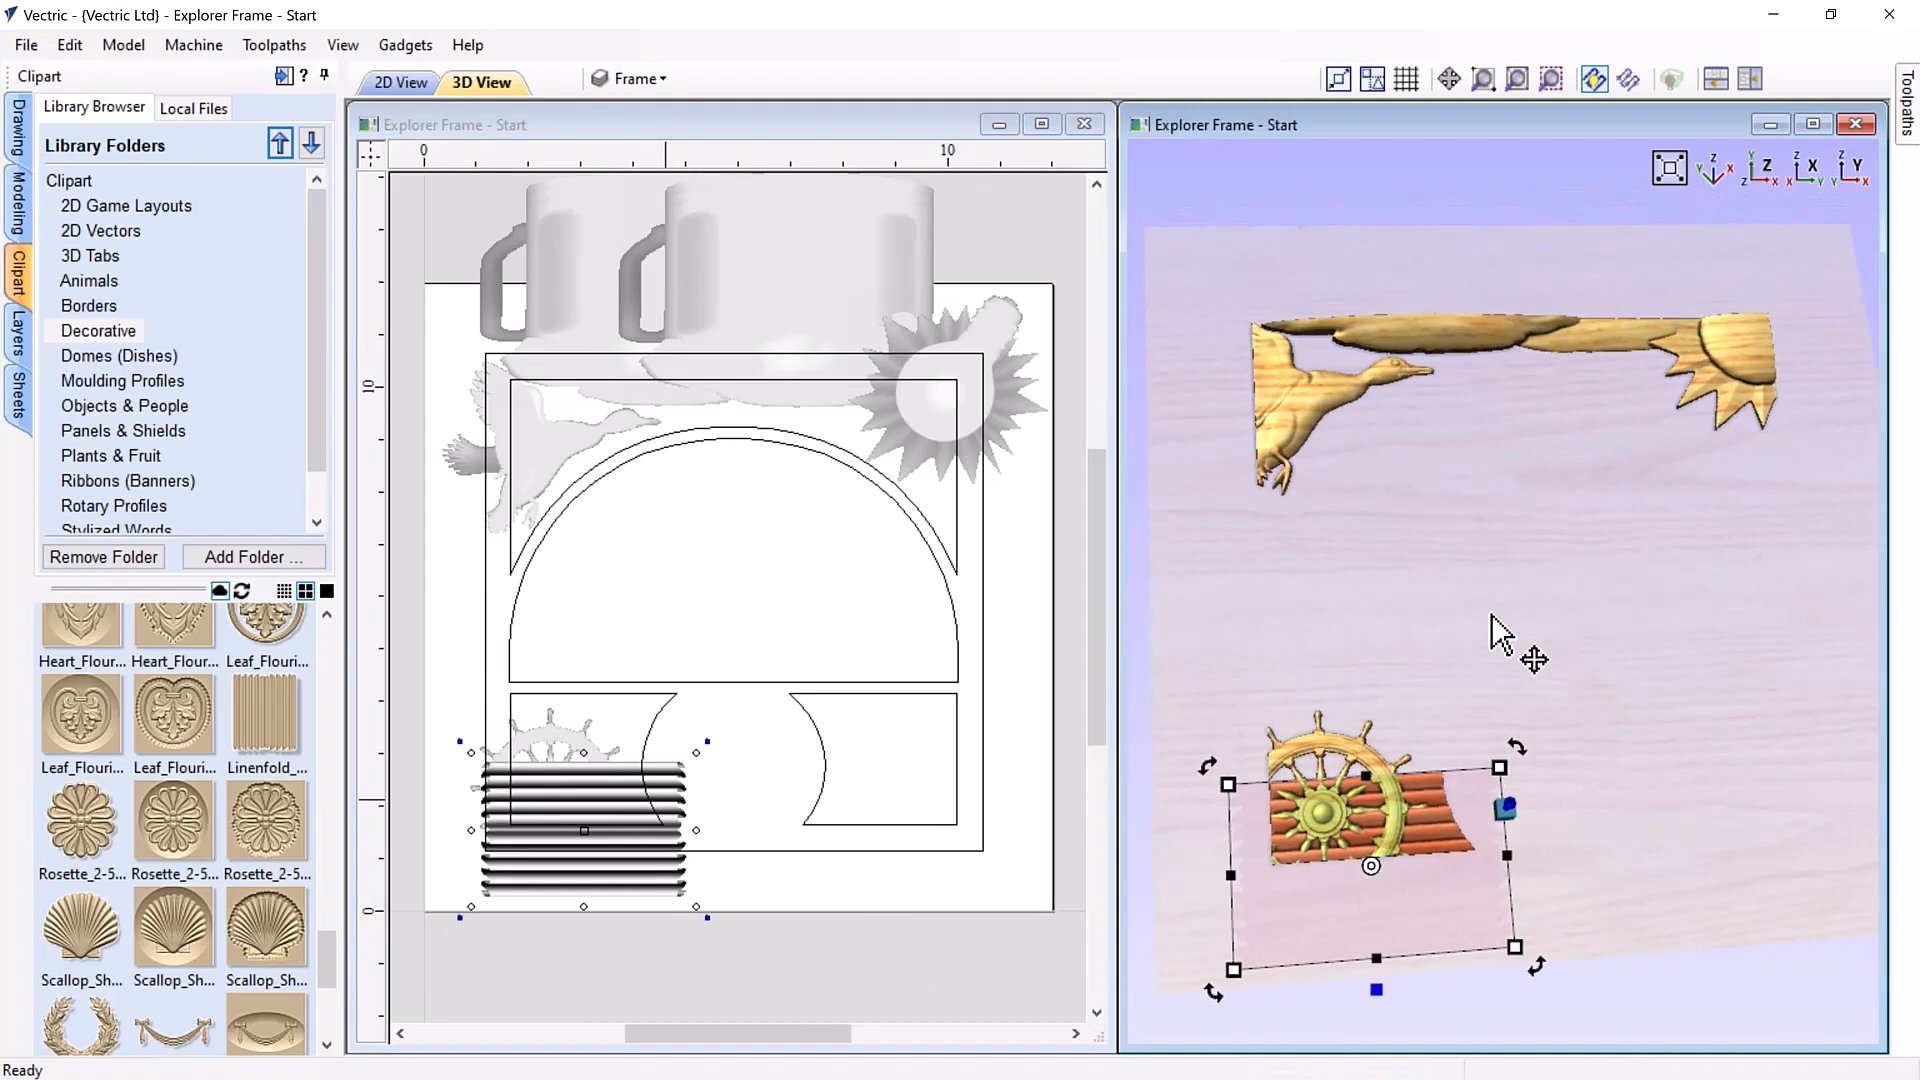 Vectric - {Vectric Ltd} - Explorer Frame - Start
File Edit Model Machine Toolpaths View Gadgets Help
Clipart
?
2D View
3D View
Frame
Library Browser
Local Files
Library Folders
Drawing
Modeling
Clipart
Layers
Sheets
Clipart
2D Game Layouts
2D Vectors
3D Tabs
Animals
Borders
Decorative
Domes (Dishes)
Moulding Profiles
Objects & People
Panels & Shields
Plants & Fruit
Ribbons (Banners)
Rotary Profiles
Stylized Words
Remove Folder
Add Folder ...
Heart_Flour... Heart_Flour... Leaf_Flouri...
Leaf_Flouri... Leaf_Flouri... Linenfold_...
Rosette_2-5... Rosette_2-5... Rosette_2-5...
Scallop_Sh... Scallop_Sh... Scallop_Sh...
Explorer Frame - Start
0 10
10
0
Explorer Frame - Start
Z Y X
Y Z Z X
Z X X Y
Z Y Y X
Toolpaths
Ready